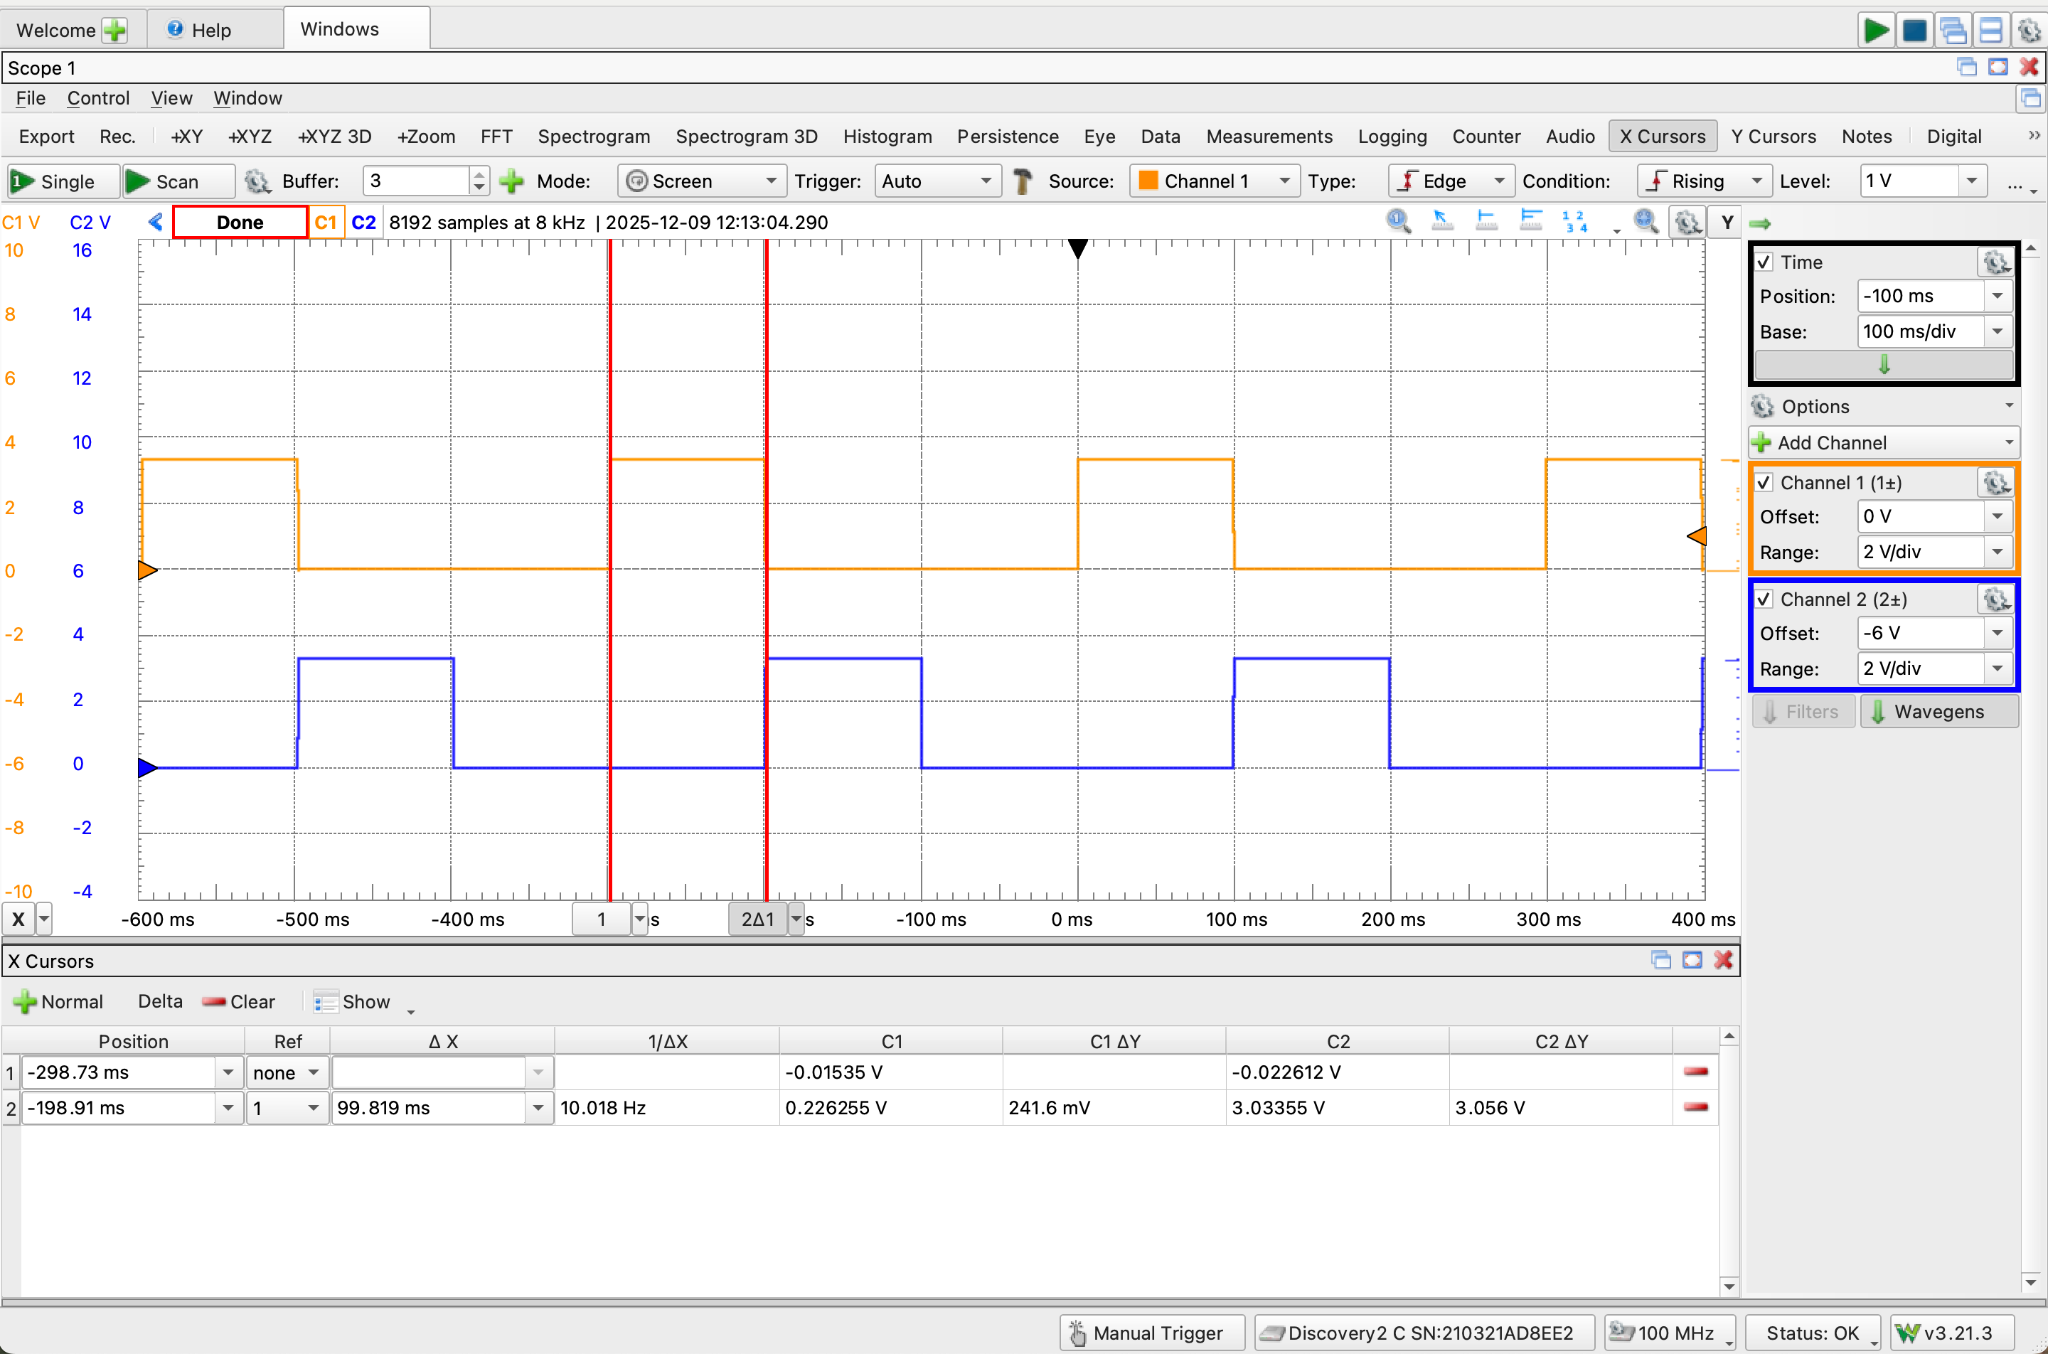 Welcome Help Windows
Scope 1
File Control View Window
Export Rec. +XY +XYZ +XYZ 3D +Zoom FFT Spectrogram Spectrogram 3D Histogram Persistence Eye Data Measurements Logging Counter Audio X Cursors Y Cursors Notes Digital »
1 Single Scan Buffer: 3 Mode: Screen Trigger: Auto Source: Channel 1 Type: Edge Condition: Rising Level: 1 V ...
C1 V C2 V Done C1 C2 8192 samples at 8 kHz | 2025-12-09 12:13:04.290 1 2 3 4 Y
10 16
8 14
6 12
4 10
2 8
0 6
-2 4
-4 2
-6 0
-8 -2
-10 -4
X -600 ms -500 ms -400 ms 1 s 2Δ1 s -100 ms 0 ms 100 ms 200 ms 300 ms 400 ms
Time
Position: -100 ms
Base: 100 ms/div
Options
Add Channel
Channel 1 (1±)
Offset: 0 V
Range: 2 V/div
Channel 2 (2±)
Offset: -6 V
Range: 2 V/div
Filters Wavegens
X Cursors
Normal Delta Clear Show
Position Ref Δ X 1/ΔX C1 C1 ΔY C2 C2 ΔY
1 -298.73 ms none -0.01535 V -0.022612 V
2 -198.91 ms 1 99.819 ms 10.018 Hz 0.226255 V 241.6 mV 3.03355 V 3.056 V
Manual Trigger Discovery2 C SN:210321AD8EE2 100 MHz Status: OK W v3.21.3